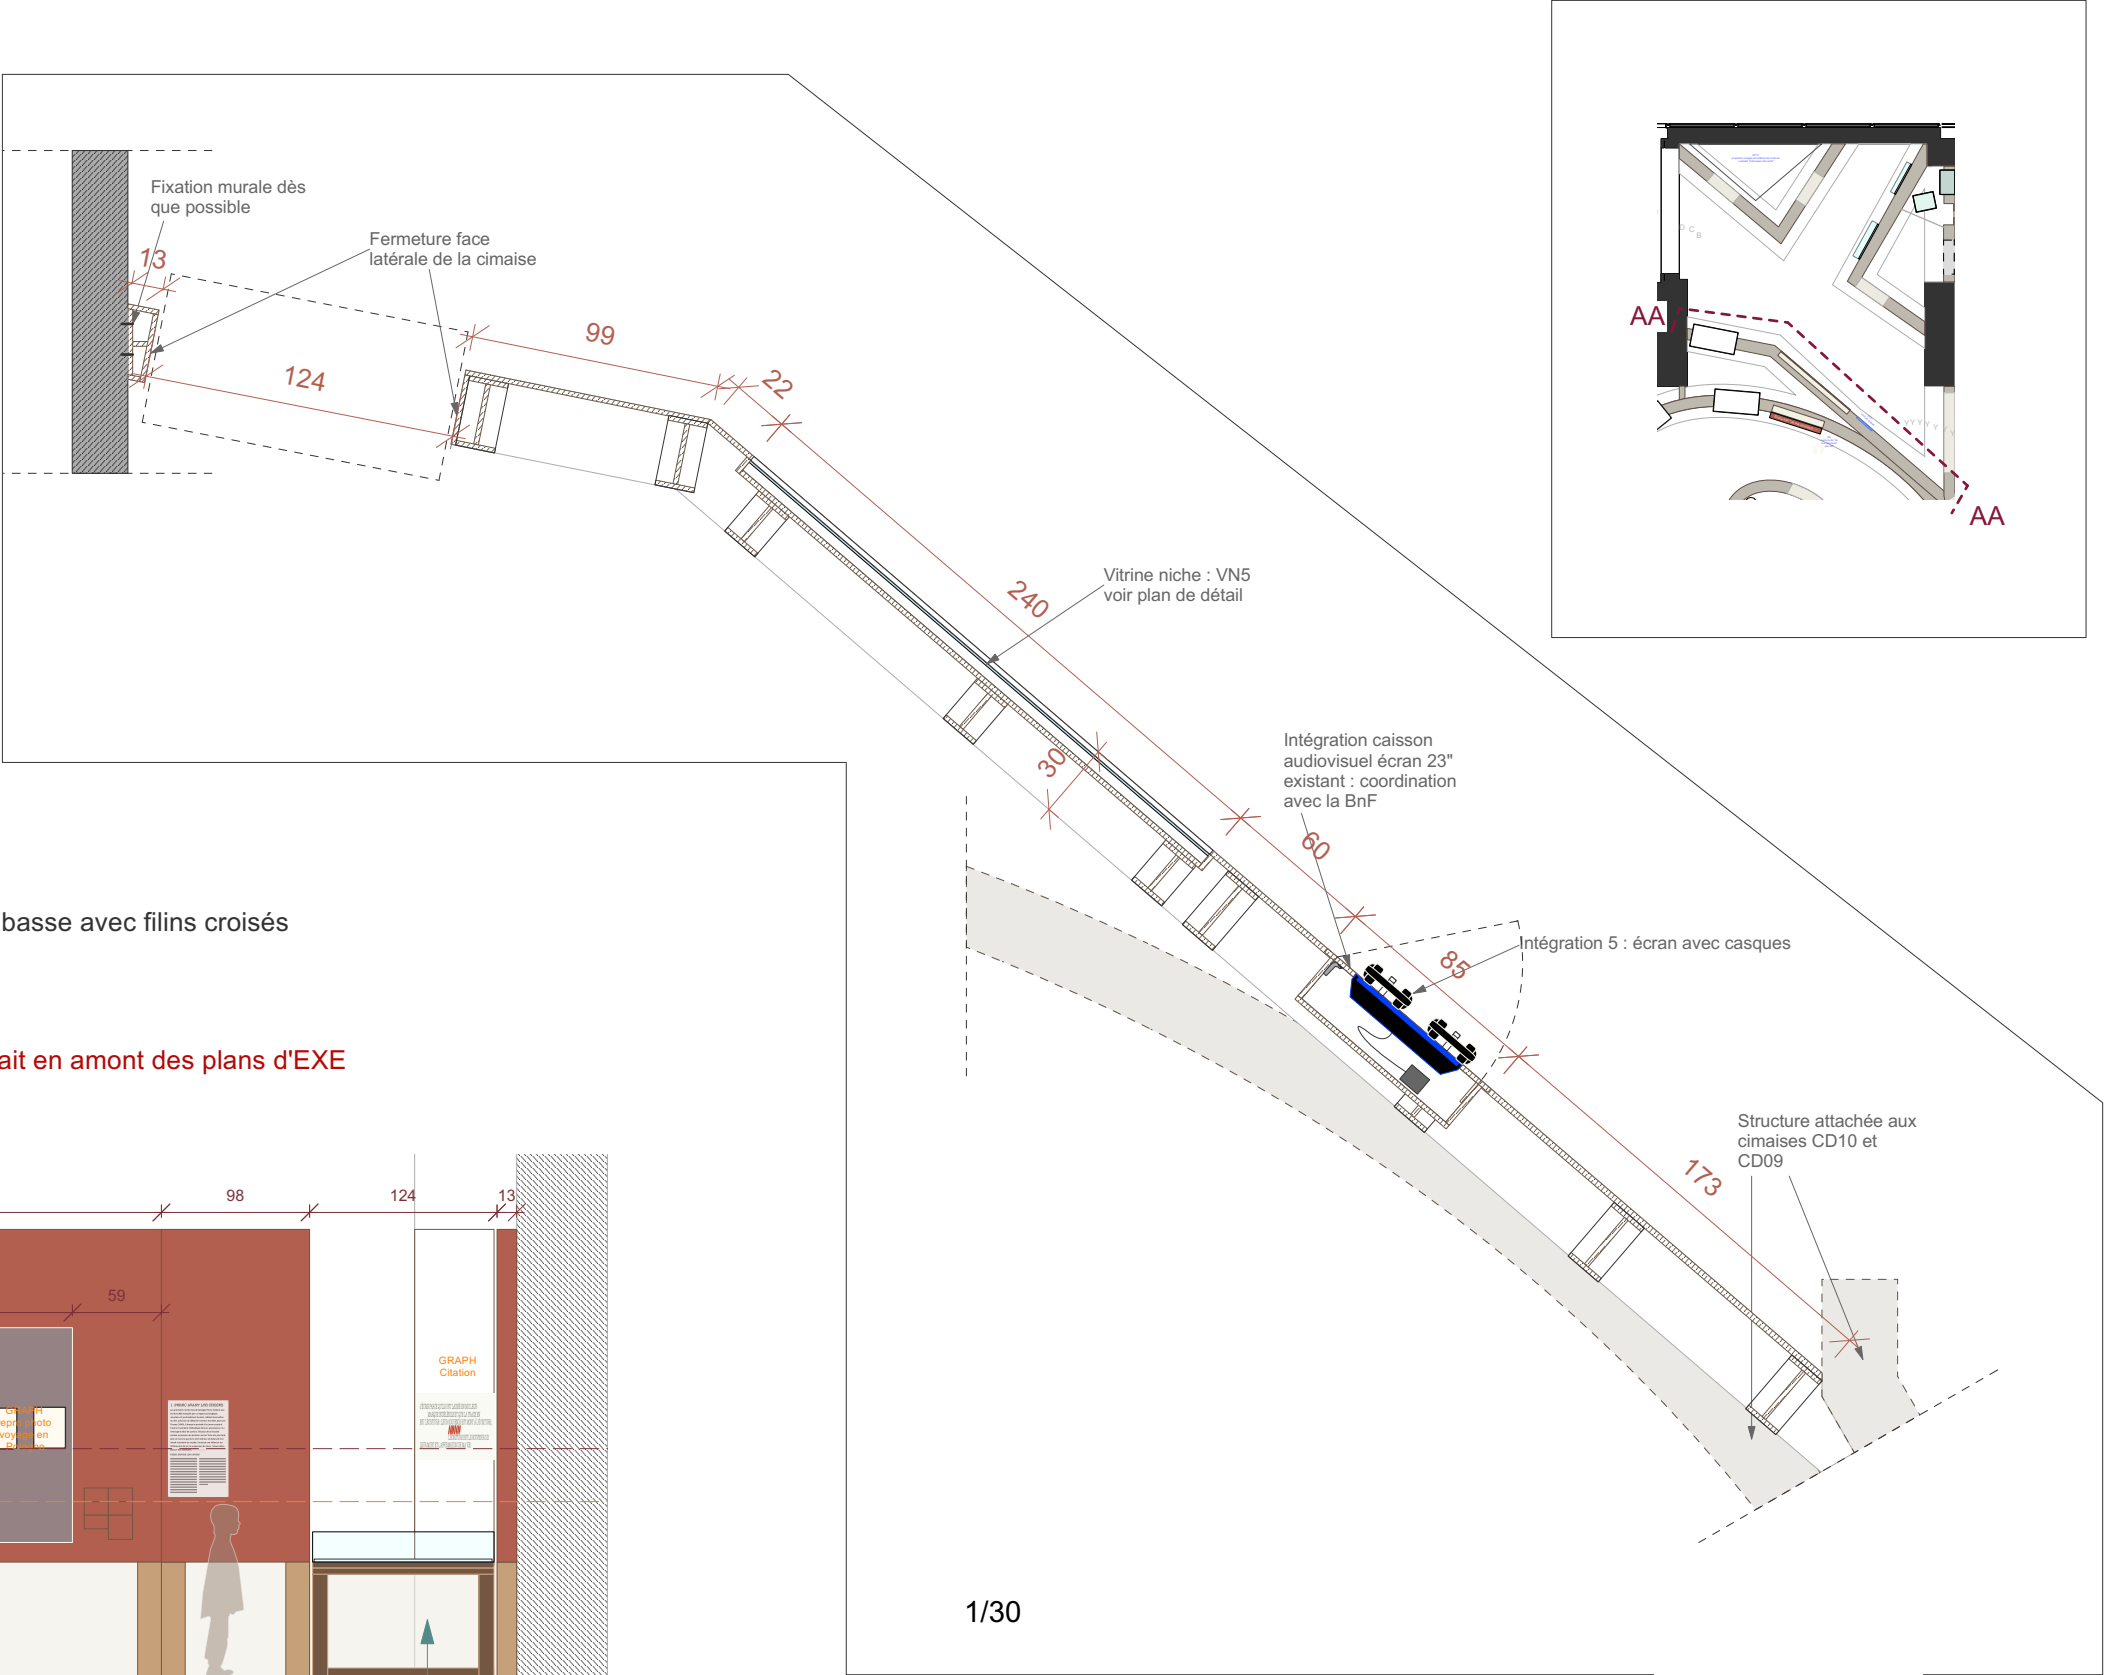 Fixation murale dès
que possible
Fermeture face
latérale de la cimaise
13
124
99
22
240
30
60
85
173
Vitrine niche : VN5
voir plan de détail
Intégration caisson
audiovisuel écran 23"
existant : coordination
avec la BnF
Intégration 5 : écran avec casques
Structure attachée aux
cimaises CD10 et
CD09
1/30
AA
AA
D C B
basse avec filins croisés
ait en amont des plans d'EXE
98
124
13
59
GRAPH
Citation
GRAPH
voyage en